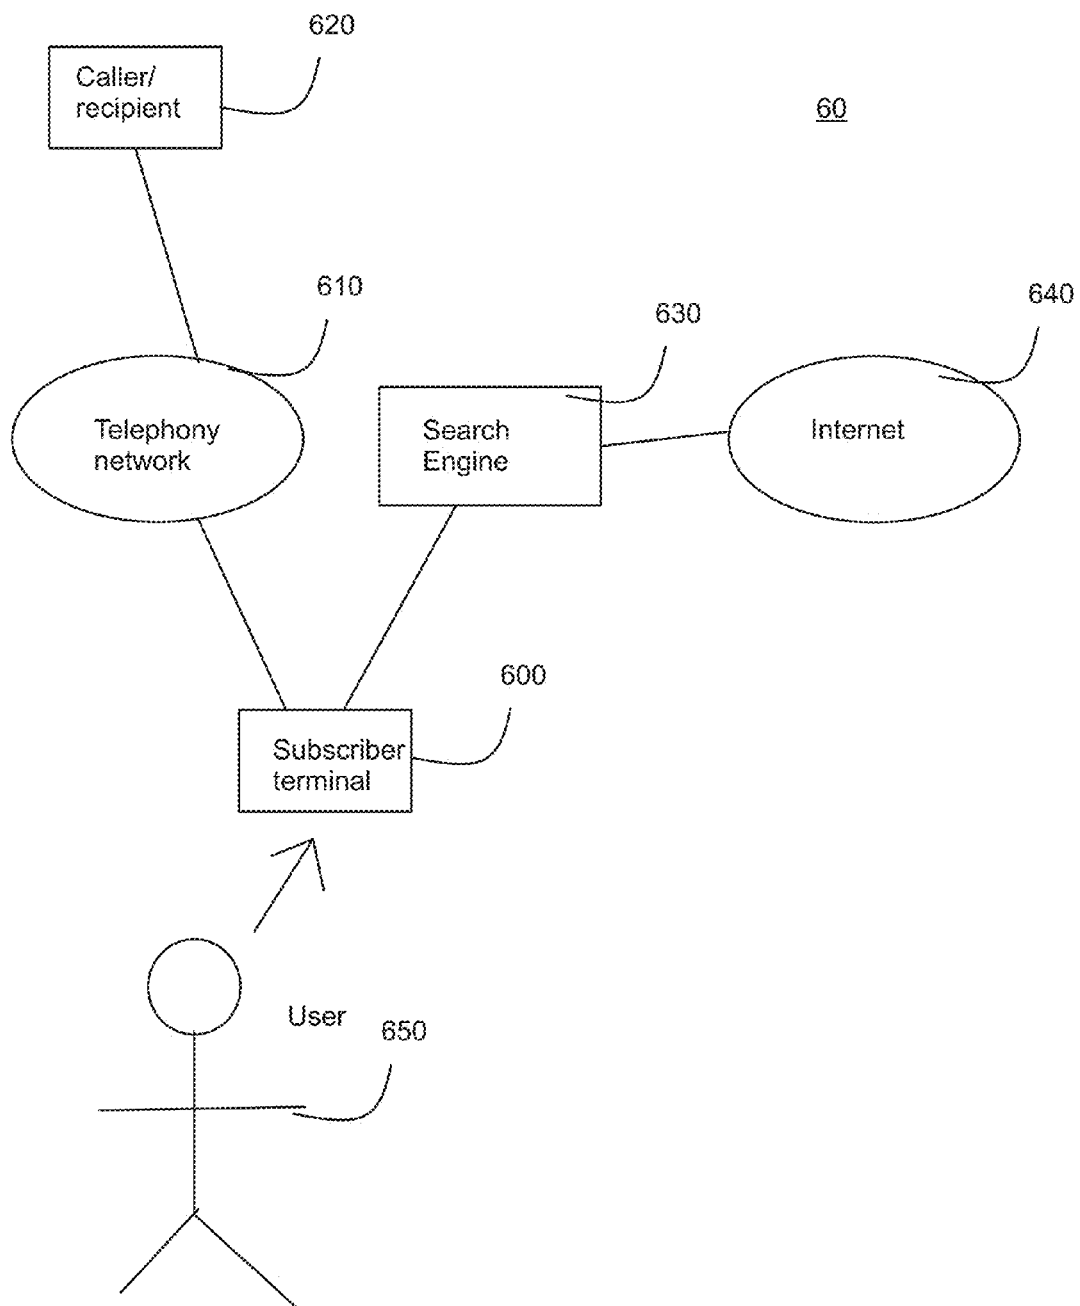 620
Caller/
recipient
60
610
630
640
Telephony
network
Search
Engine
Internet
600
Subscriber
terminal
User
650